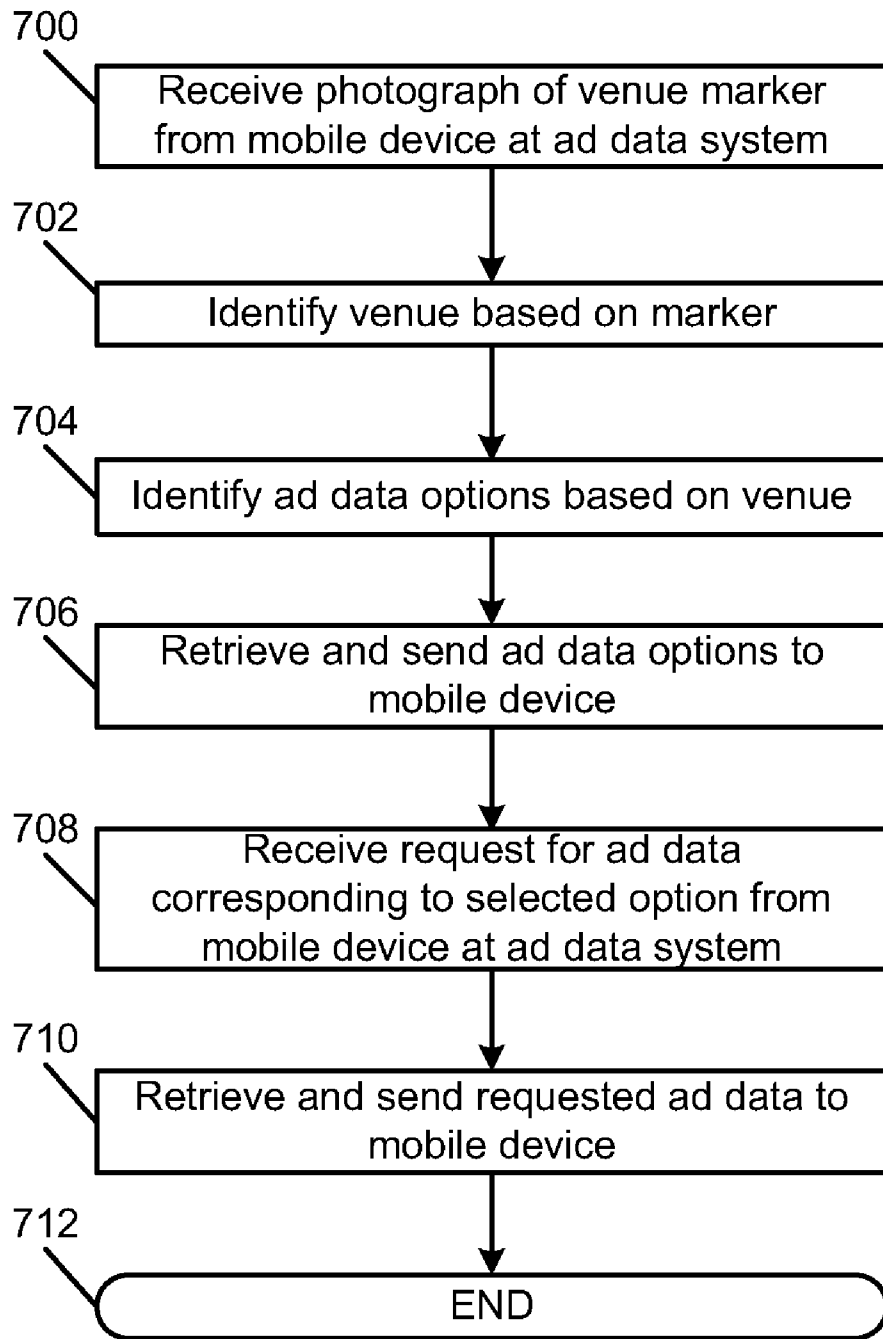 700
Receive photograph of venue marker
from mobile device at ad data system
702
Identify venue based on marker
704
Identify ad data options based on venue
706
Retrieve and send ad data options to
mobile device
708
Receive request for ad data
corresponding to selected option from
mobile device at ad data system
710
Retrieve and send requested ad data to
mobile device
712
END